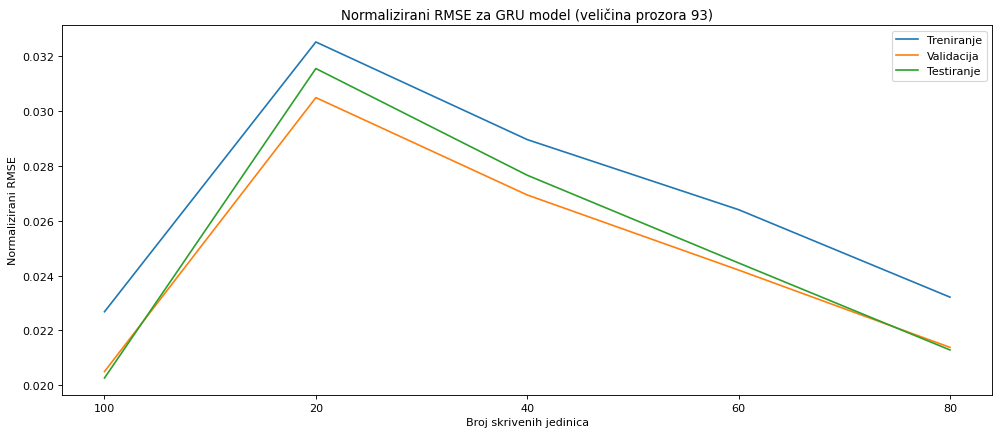 Normalizirani RMSE za GRU model (veličina prozora 93)
Treniranje
Validacija
Testiranje
Normalizirani RMSE
0.032
0.030
0.028
0.026
0.024
0.022
0.020
100 20 40 60 80
Broj skrivenih jedinica